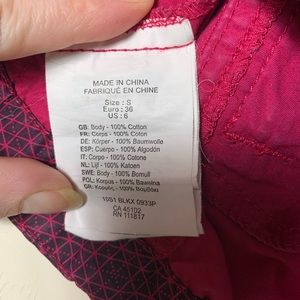 MADE IN CHINA
FABRIQUÉ EN CHINE
Size : S
Euro : 36
US : 6
GB: Body - 100% Cotton
FR: Corps - 100% Coton
DE: Körper - 100% Baumwolle
ESP: Cuerpo - 100% Algodón
IT: Corpo - 100% Cotone
NL: Lijf - 100% Katoen
SWE: Body - 100% Bomull
POL: Korpus - 100% Bawełna
GR: Κορμός - 100% Βαμβάκι
10S1 BLKX 0933P
CA 45102
RN 111817